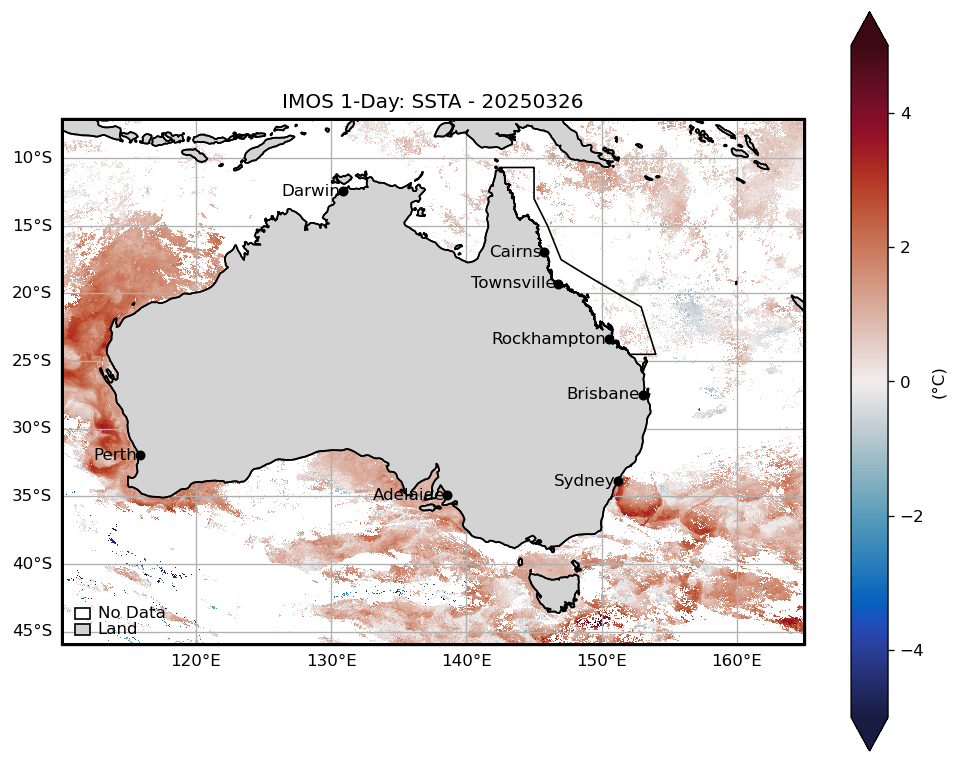 IMOS 1-Day: SSTA - 20250326
10°S
15°S
20°S
25°S
30°S
35°S
40°S
45°S
Darwin
Cairns
Townsville
Rockhampton
Brisbane
Perth
Sydney
Adelaide
No Data
Land
120°E 130°E 140°E 150°E 160°E
4
2
0
−2
−4
(°C)